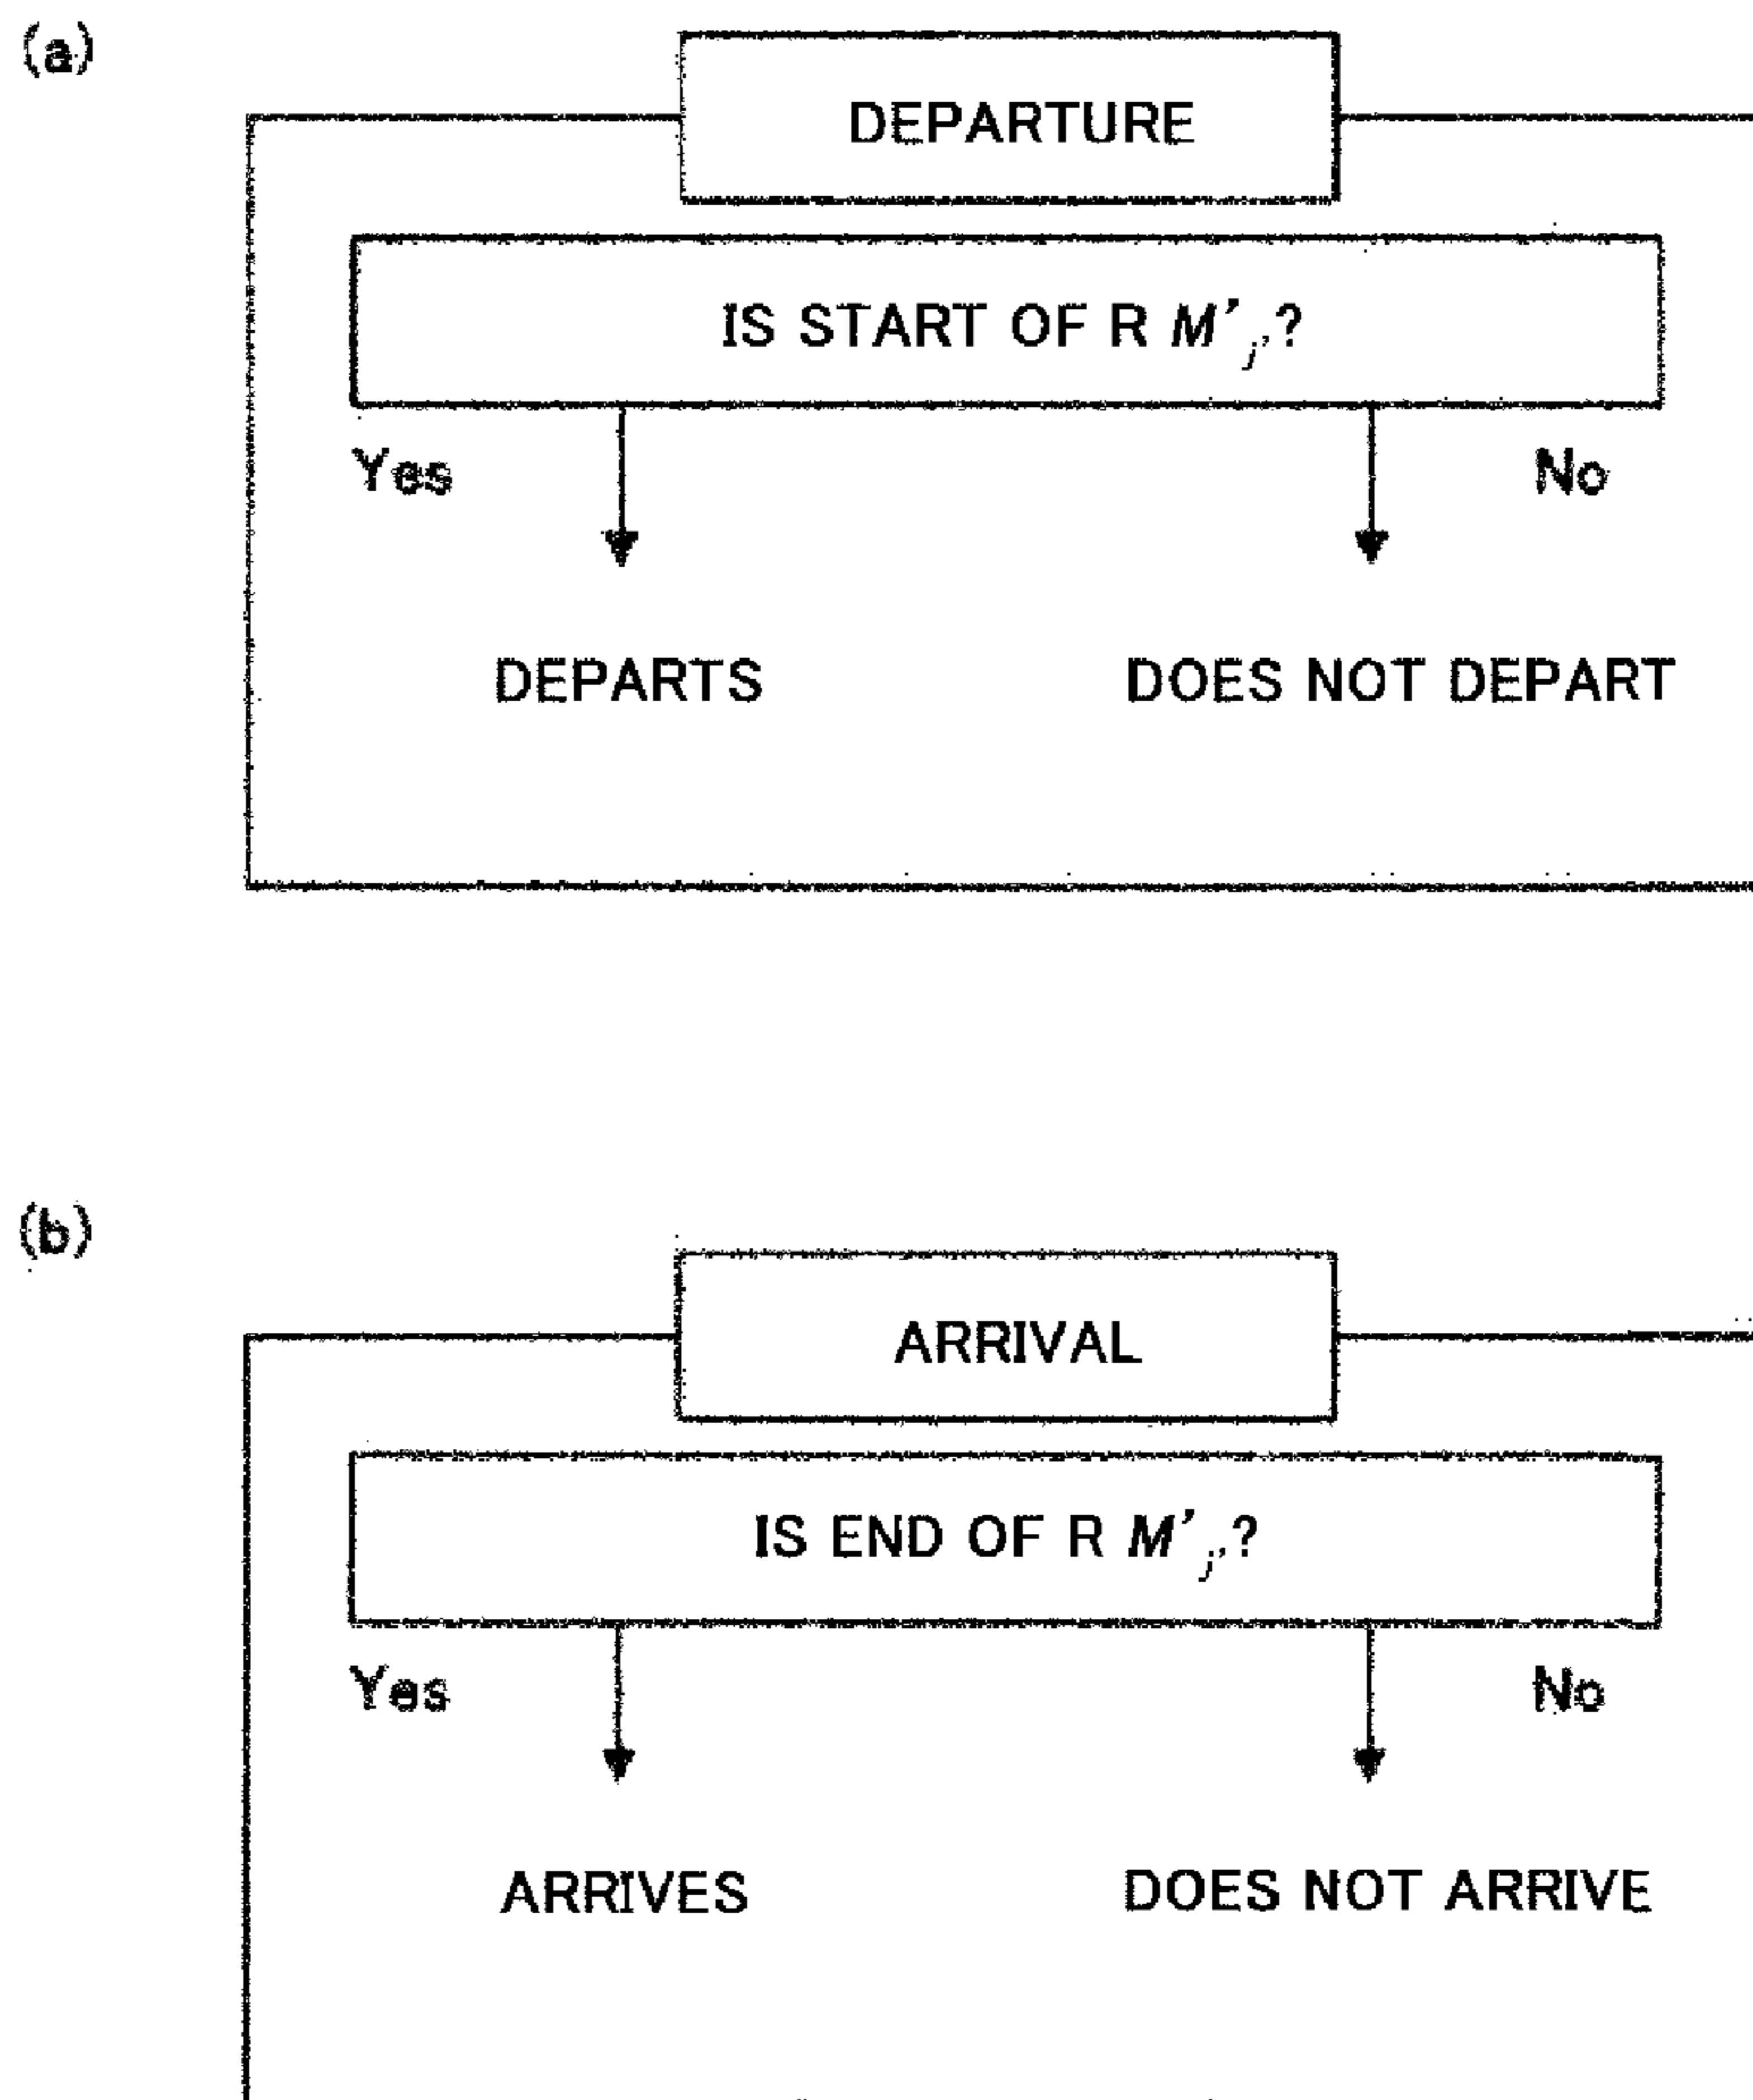 (a)
DEPARTURE
IS START OF R M'j'?
Yes No
DEPARTS DOES NOT DEPART
(b)
ARRIVAL
IS END OF R M'j'?
Yes No
ARRIVES DOES NOT ARRIVE